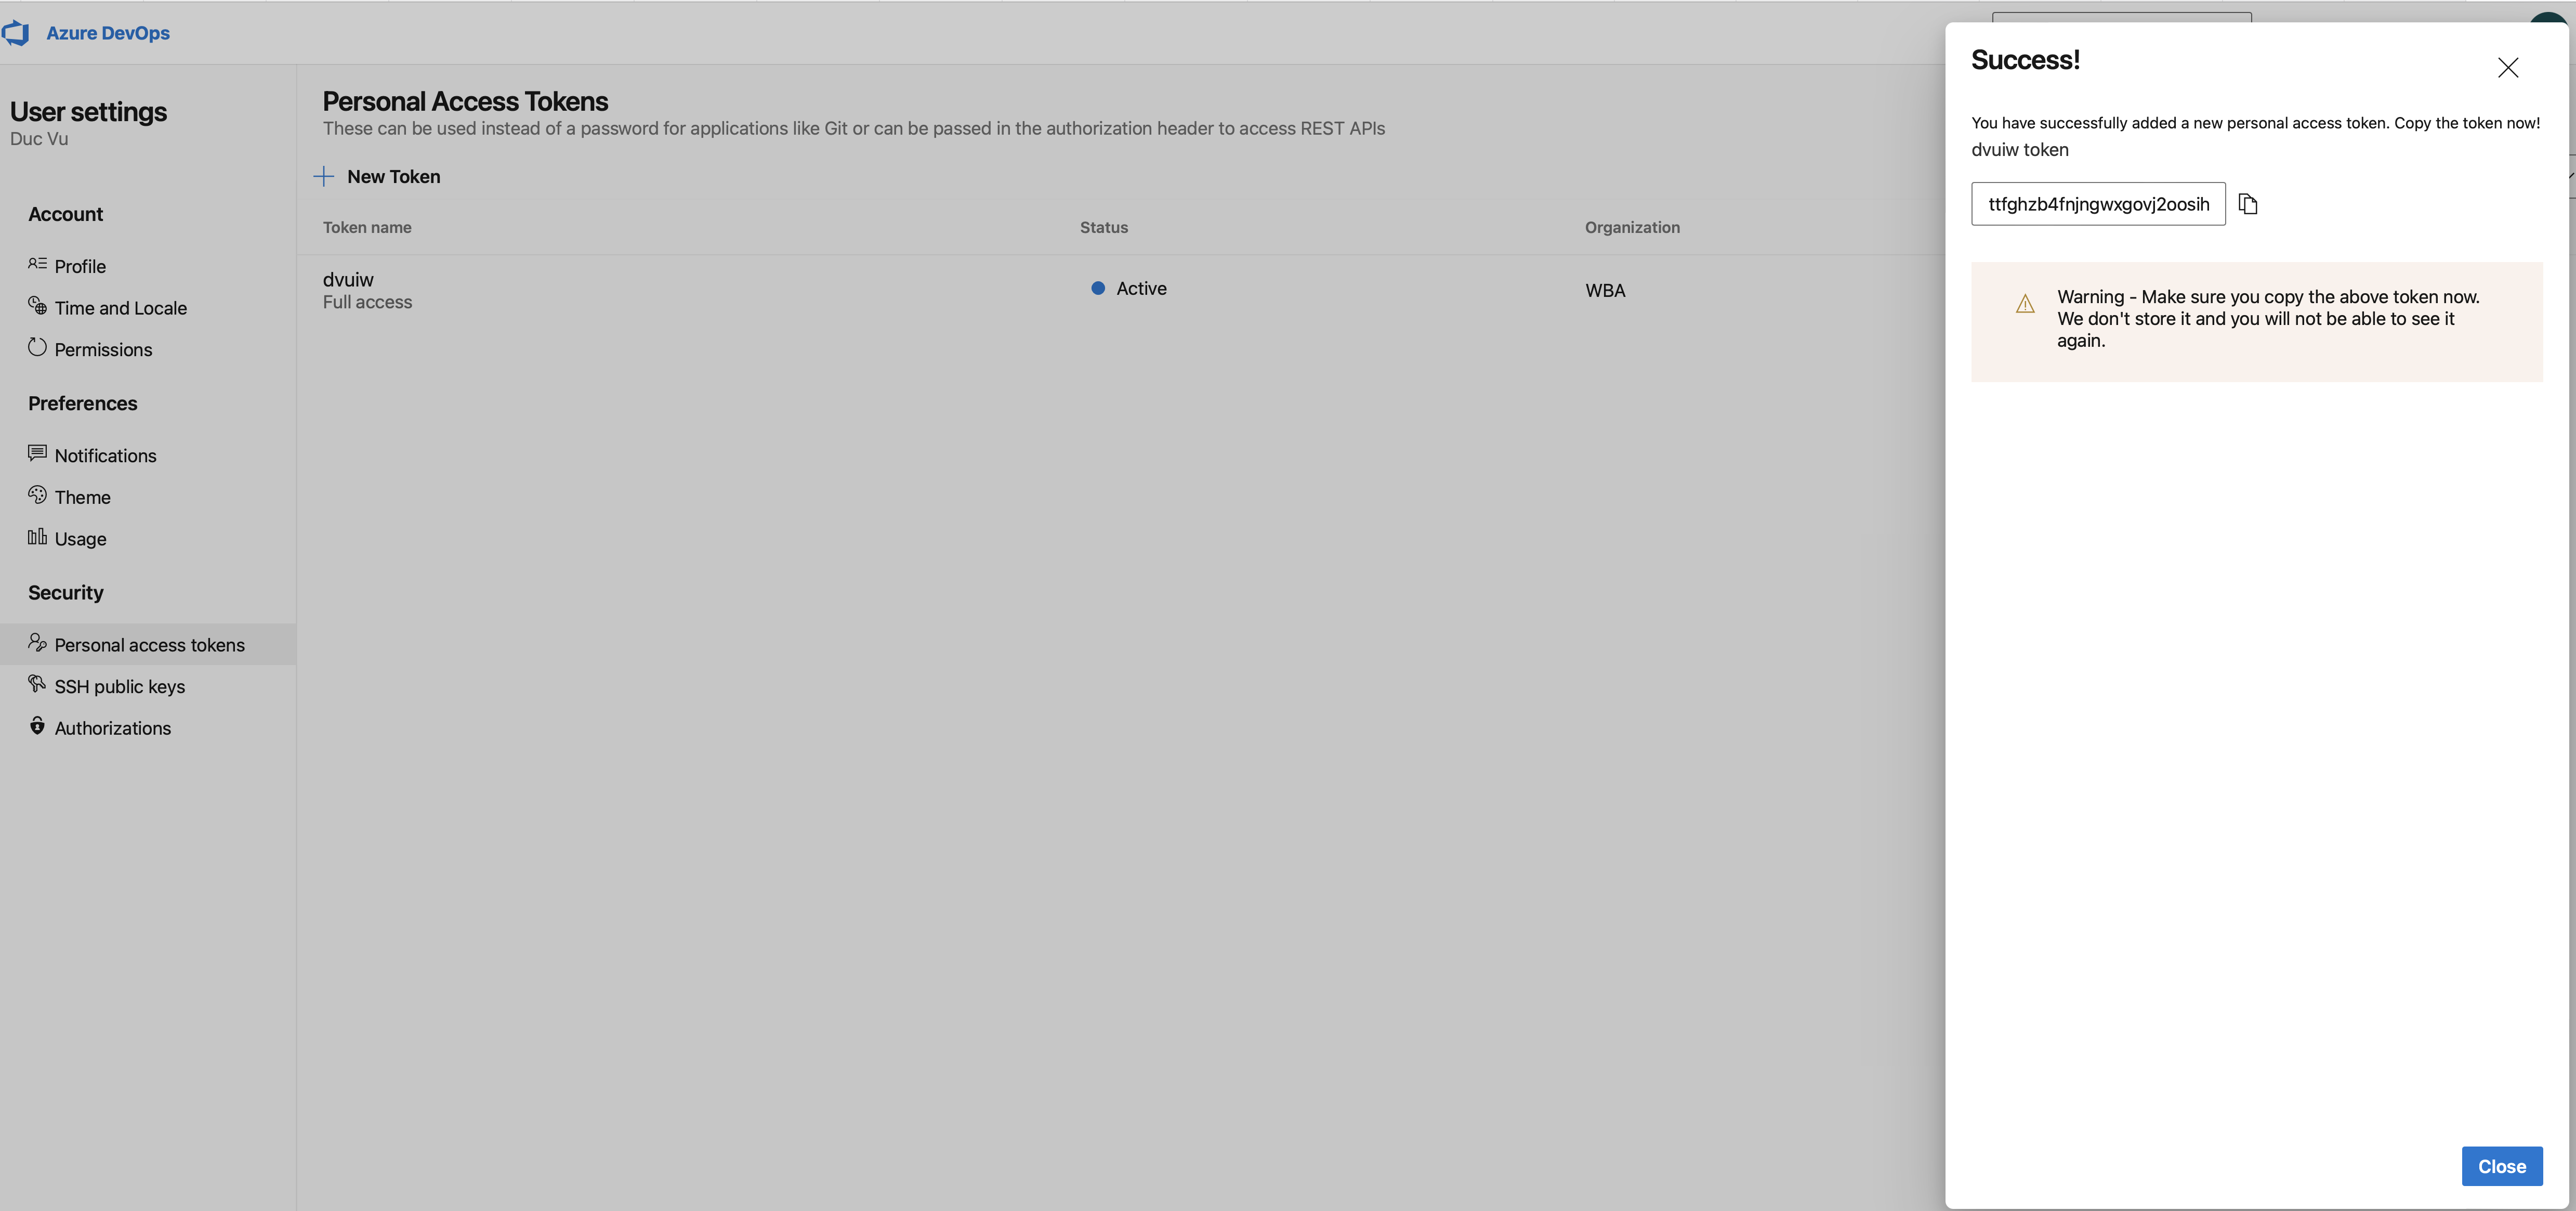 Azure DevOps
User settings
Duc Vu
Account
Profile
Time and Locale
Permissions
Preferences
Notifications
Theme
Usage
Security
Personal access tokens
SSH public keys
Authorizations
Personal Access Tokens
These can be used instead of a password for applications like Git or can be passed in the authorization header to access REST APIs
New Token
Token name Status Organization
dvuiw Active WBA
Full access
Success!
You have successfully added a new personal access token. Copy the token now!
dvuiw token
ttfghzb4fnjngwxgovj2oosih
Warning - Make sure you copy the above token now.
We don't store it and you will not be able to see it
again.
Close